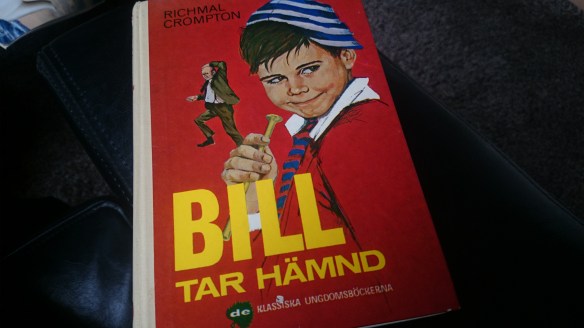 RICHMAL
CROMPTON
BILL
TAR HÄMND
de KLASSISKA UNGDOMSBÖCKERNA